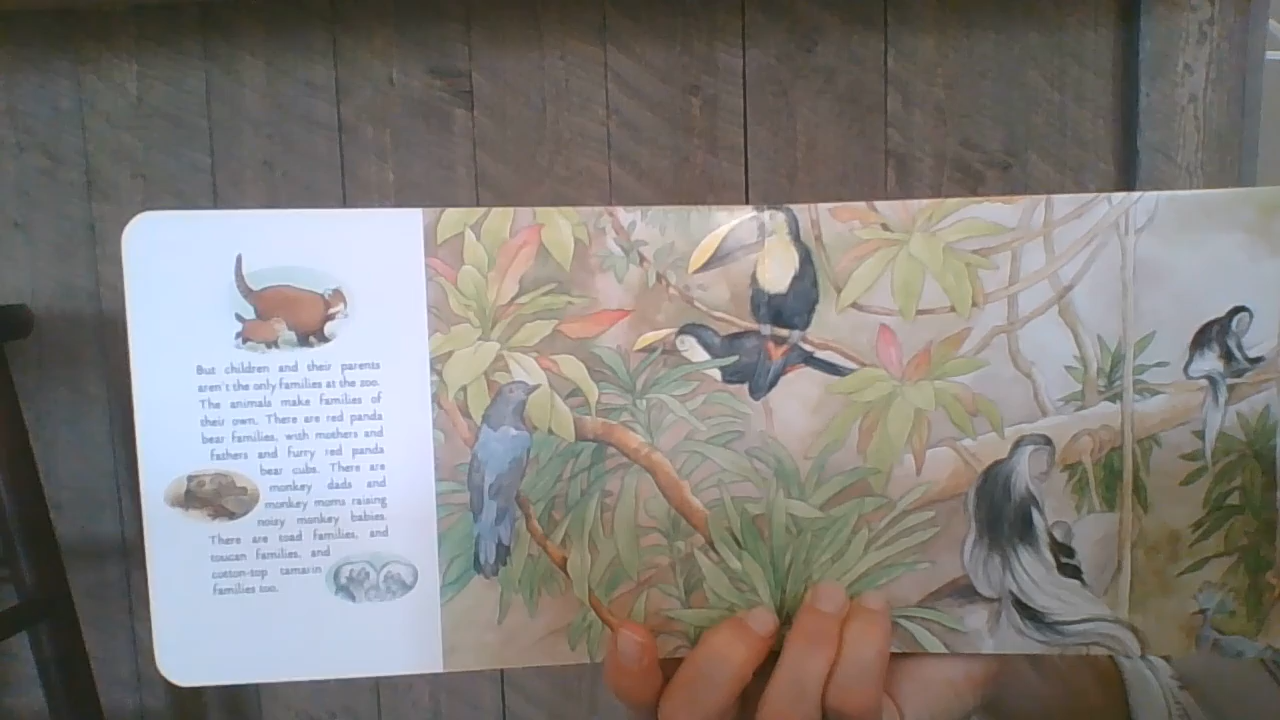 But children and their parents
aren't the only families at the zoo.
The animals make families of
their own. There are red panda
bear families, with mothers and
fathers and furry red panda
bear cubs. There are
monkey dads and
monkey moms raising
noisy monkey babies.
There are toad families, and
toucan families, and
cotton-top tamarin
families too.